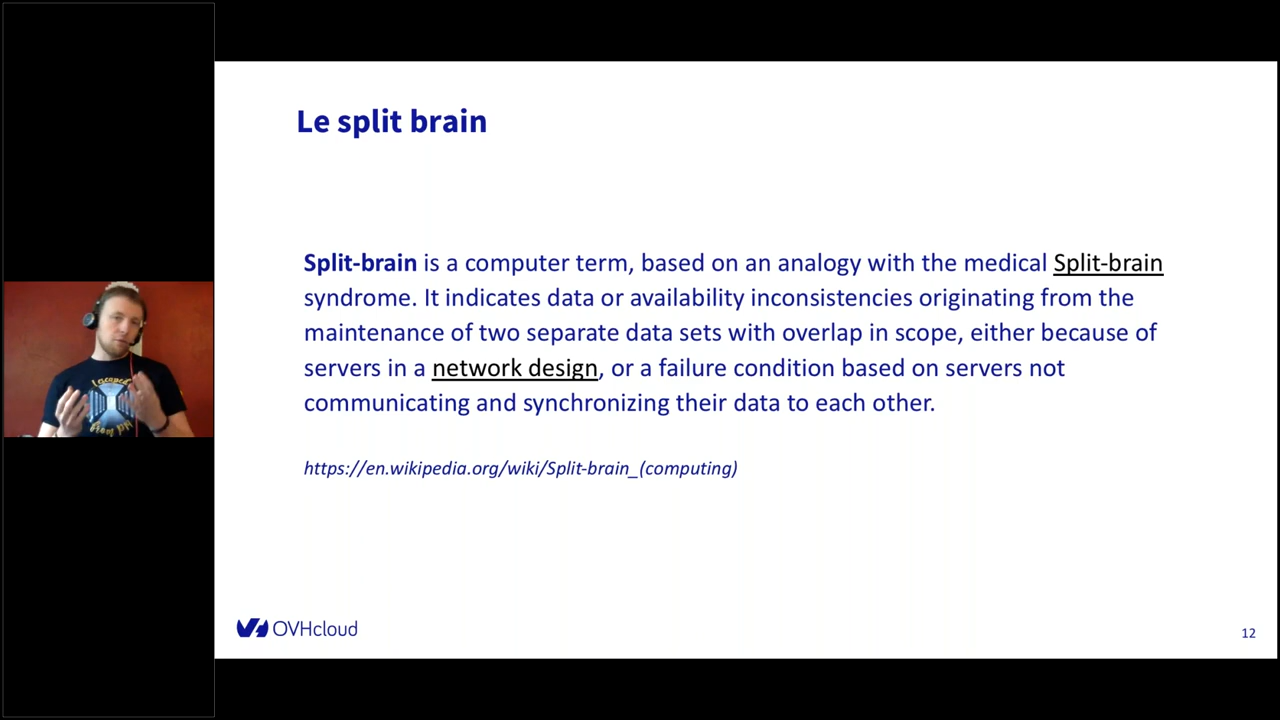 Le split brain
Split-brain is a computer term, based on an analogy with the medical Split-brain
syndrome. It indicates data or availability inconsistencies originating from the
maintenance of two separate data sets with overlap in scope, either because of
servers in a network design, or a failure condition based on servers not
communicating and synchronizing their data to each other.
https://en.wikipedia.org/wiki/Split-brain_(computing)
I escaped
OVHcloud
12